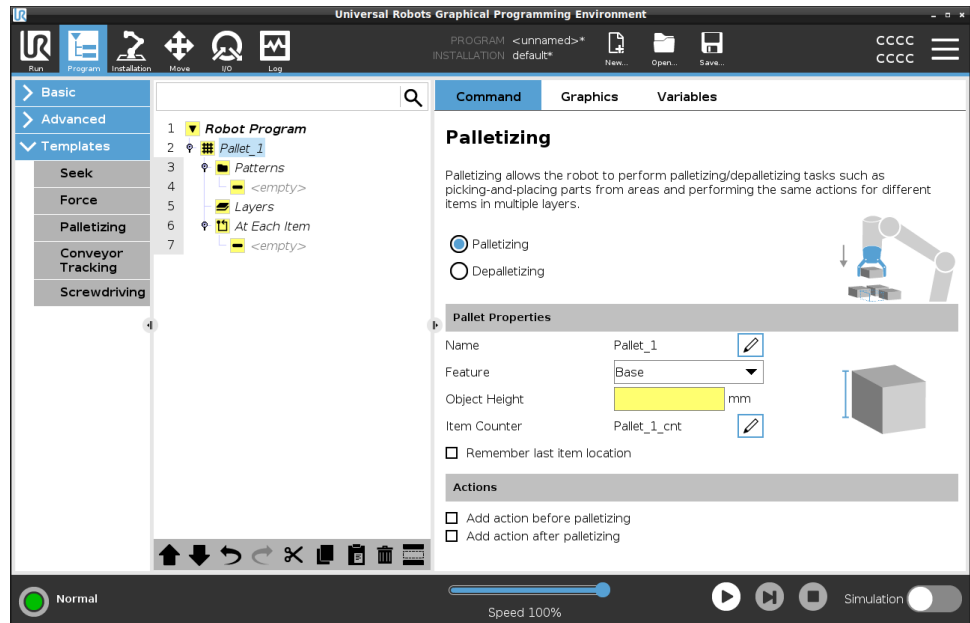 UR
Universal Robots Graphical Programming Environment
UR
Run
Program
Installation
Move
I/O
Log
PROGRAM <unnamed>*
INSTALLATION default*
New...
Open...
Save...
CCCC
CCCC
Basic
Advanced
Templates
Seek
Force
Palletizing
Conveyor
Tracking
Screwdriving
1 Robot Program
2 Pallet_1
3 Patterns
4 <empty>
5 Layers
6 At Each Item
7 <empty>
Command Graphics Variables
Palletizing
Palletizing allows the robot to perform palletizing/depalletizing tasks such as
picking-and-placing parts from areas and performing the same actions for different
items in multiple layers.
Palletizing
Depalletizing
Pallet Properties
Name Pallet_1
Feature Base
Object Height mm
Item Counter Pallet_1_cnt
Remember last item location
Actions
Add action before palletizing
Add action after palletizing
Normal
Speed 100%
Simulation